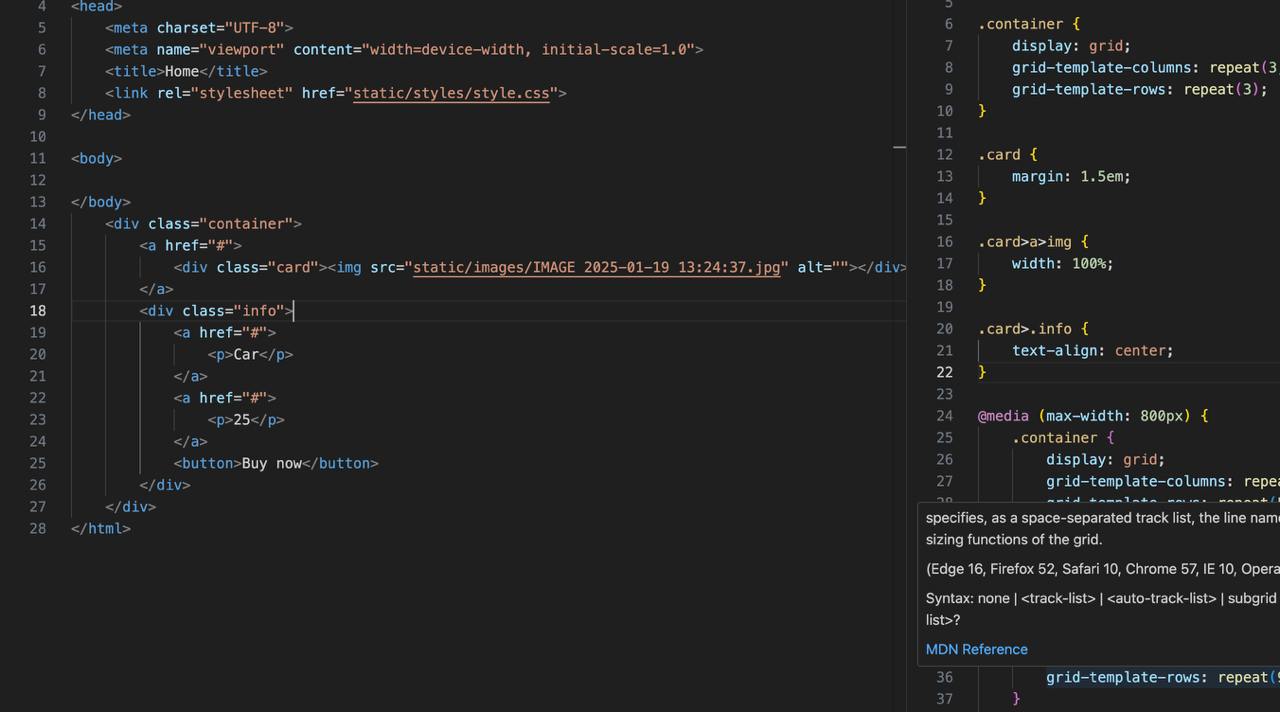 4 <head>
5 <meta charset="UTF-8">
6 <meta name="viewport" content="width=device-width, initial-scale=1.0">
7 <title>Home</title>
8 <link rel="stylesheet" href="static/styles/style.css">
9 </head>
10
11 <body>
12
13 </body>
14 <div class="container">
15 <a href="#">
16 <div class="card"><img src="static/images/IMAGE 2025-01-19 13:24:37.jpg" alt=""></div>
17 </a>
18 <div class="info">
19 <a href="#">
20 <p>Car</p>
21 </a>
22 <a href="#">
23 <p>25</p>
24 </a>
25 <button>Buy now</button>
26 </div>
27 </div>
28 </html>
5
6 .container {
7 display: grid;
8 grid-template-columns: repeat(3
9 grid-template-rows: repeat(3);
10 }
11
12 .card {
13 margin: 1.5em;
14 }
15
16 .card>a>img {
17 width: 100%;
18 }
19
20 .card>.info {
21 text-align: center;
22 }
23
24 @media (max-width: 800px) {
25 .container {
26 display: grid;
27 grid-template-columns: repea
28 grid-template-rows: repeat(
specifies, as a space-separated track list, the line name
sizing functions of the grid.
(Edge 16, Firefox 52, Safari 10, Chrome 57, IE 10, Opera
Syntax: none | <track-list> | <auto-track-list> | subgrid
list>?
MDN Reference
36 grid-template-rows: repeat(9
37 }